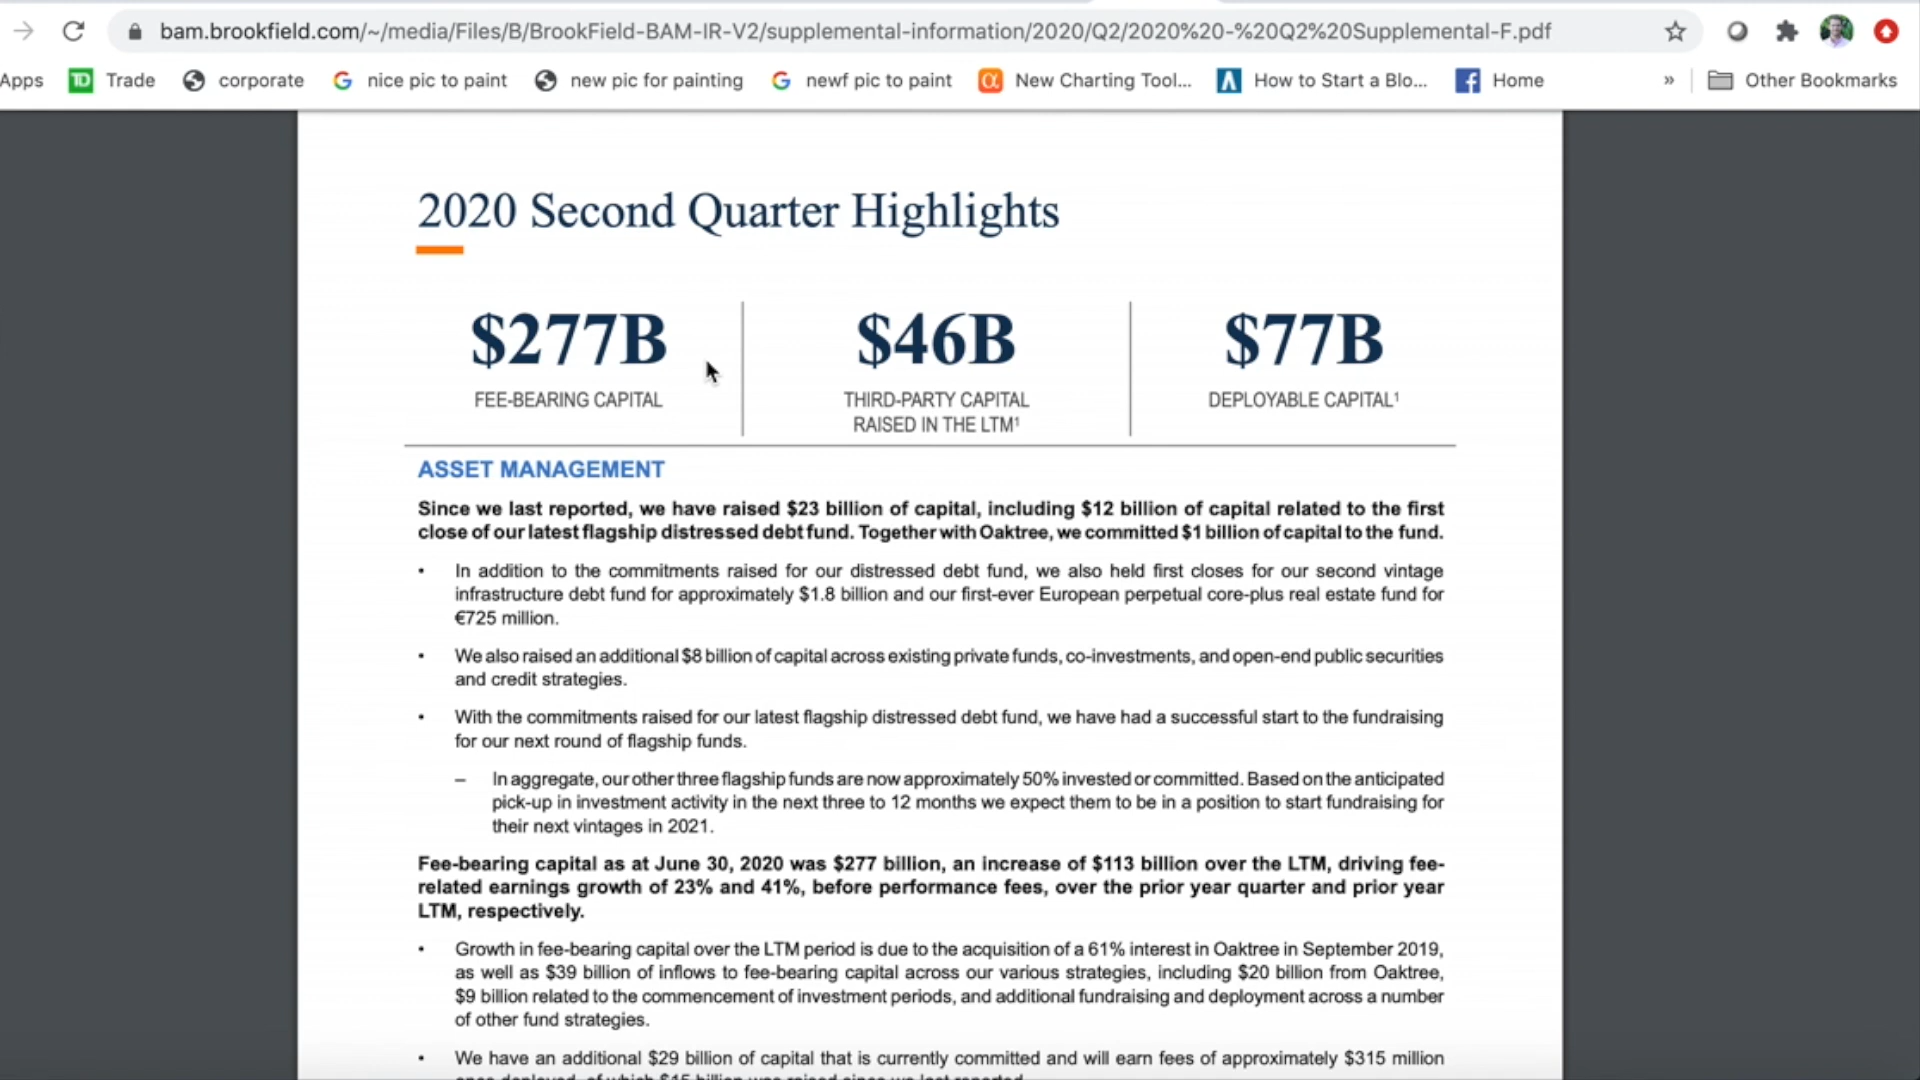 bam.brookfield.com/~/media/Files/B/BrookField-BAM-IR-V2/supplemental-information/2020/Q2/2020%20-%20Q2%20Supplemental-F.pdf
Apps TD Trade corporate nice pic to paint new pic for painting newf pic to paint New Charting Tool... How to Start a Blo... Home » Other Bookmarks
2020 Second Quarter Highlights
$277B $46B $77B
FEE-BEARING CAPITAL THIRD-PARTY CAPITAL DEPLOYABLE CAPITAL¹
RAISED IN THE LTM¹
ASSET MANAGEMENT
Since we last reported, we have raised $23 billion of capital, including $12 billion of capital related to the first
close of our latest flagship distressed debt fund. Together with Oaktree, we committed $1 billion of capital to the fund.
• In addition to the commitments raised for our distressed debt fund, we also held first closes for our second vintage
infrastructure debt fund for approximately $1.8 billion and our first-ever European perpetual core-plus real estate fund for
€725 million.
• We also raised an additional $8 billion of capital across existing private funds, co-investments, and open-end public securities
and credit strategies.
• With the commitments raised for our latest flagship distressed debt fund, we have had a successful start to the fundraising
for our next round of flagship funds.
– In aggregate, our other three flagship funds are now approximately 50% invested or committed. Based on the anticipated
pick-up in investment activity in the next three to 12 months we expect them to be in a position to start fundraising for
their next vintages in 2021.
Fee-bearing capital as at June 30, 2020 was $277 billion, an increase of $113 billion over the LTM, driving fee-
related earnings growth of 23% and 41%, before performance fees, over the prior year quarter and prior year
LTM, respectively.
• Growth in fee-bearing capital over the LTM period is due to the acquisition of a 61% interest in Oaktree in September 2019,
as well as $39 billion of inflows to fee-bearing capital across our various strategies, including $20 billion from Oaktree,
$9 billion related to the commencement of investment periods, and additional fundraising and deployment across a number
of other fund strategies.
• We have an additional $29 billion of capital that is currently committed and will earn fees of approximately $315 million
once deployed, of which $15 billion was raised since we last reported.